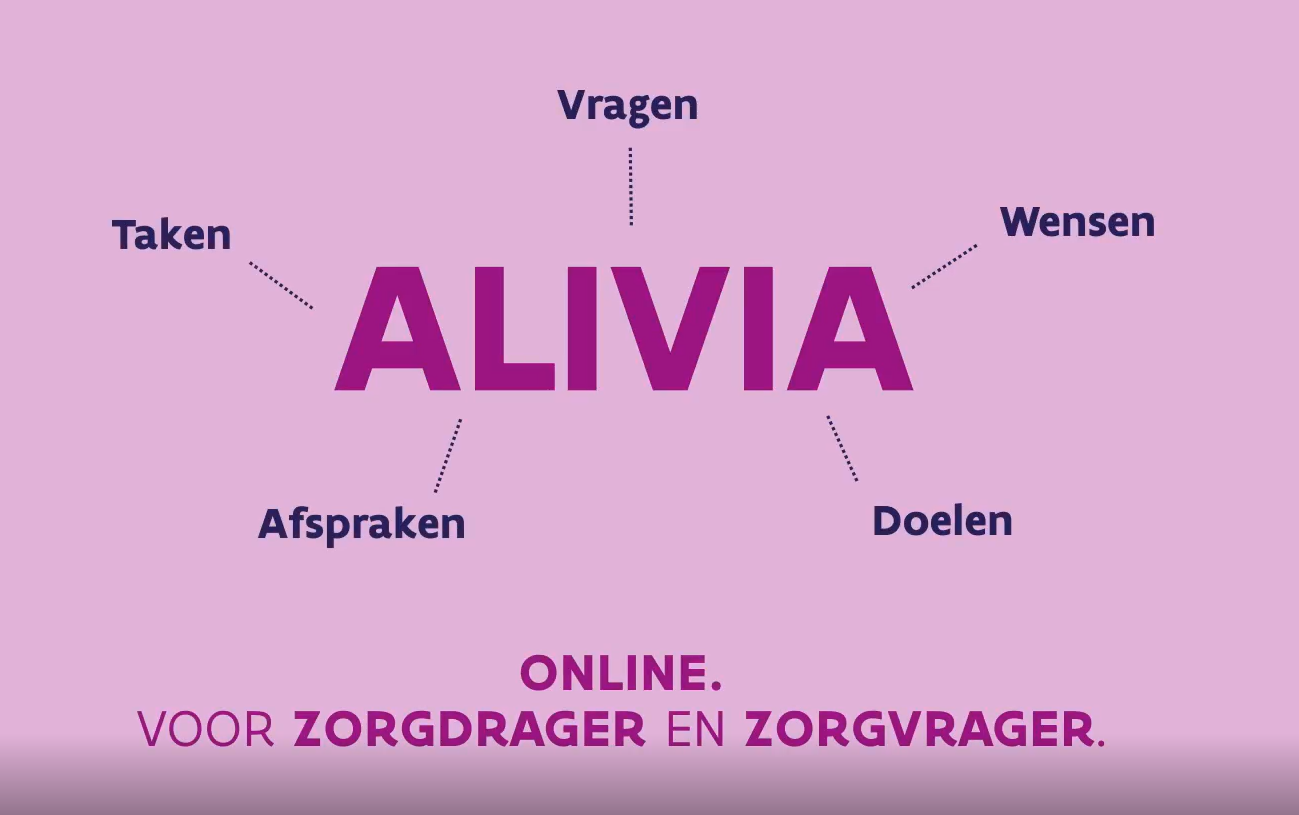 Vragen
Taken
Wensen
ALIVIA
Afspraken
Doelen
ONLINE.
VOOR ZORGDRAGER EN ZORGVRAGER.